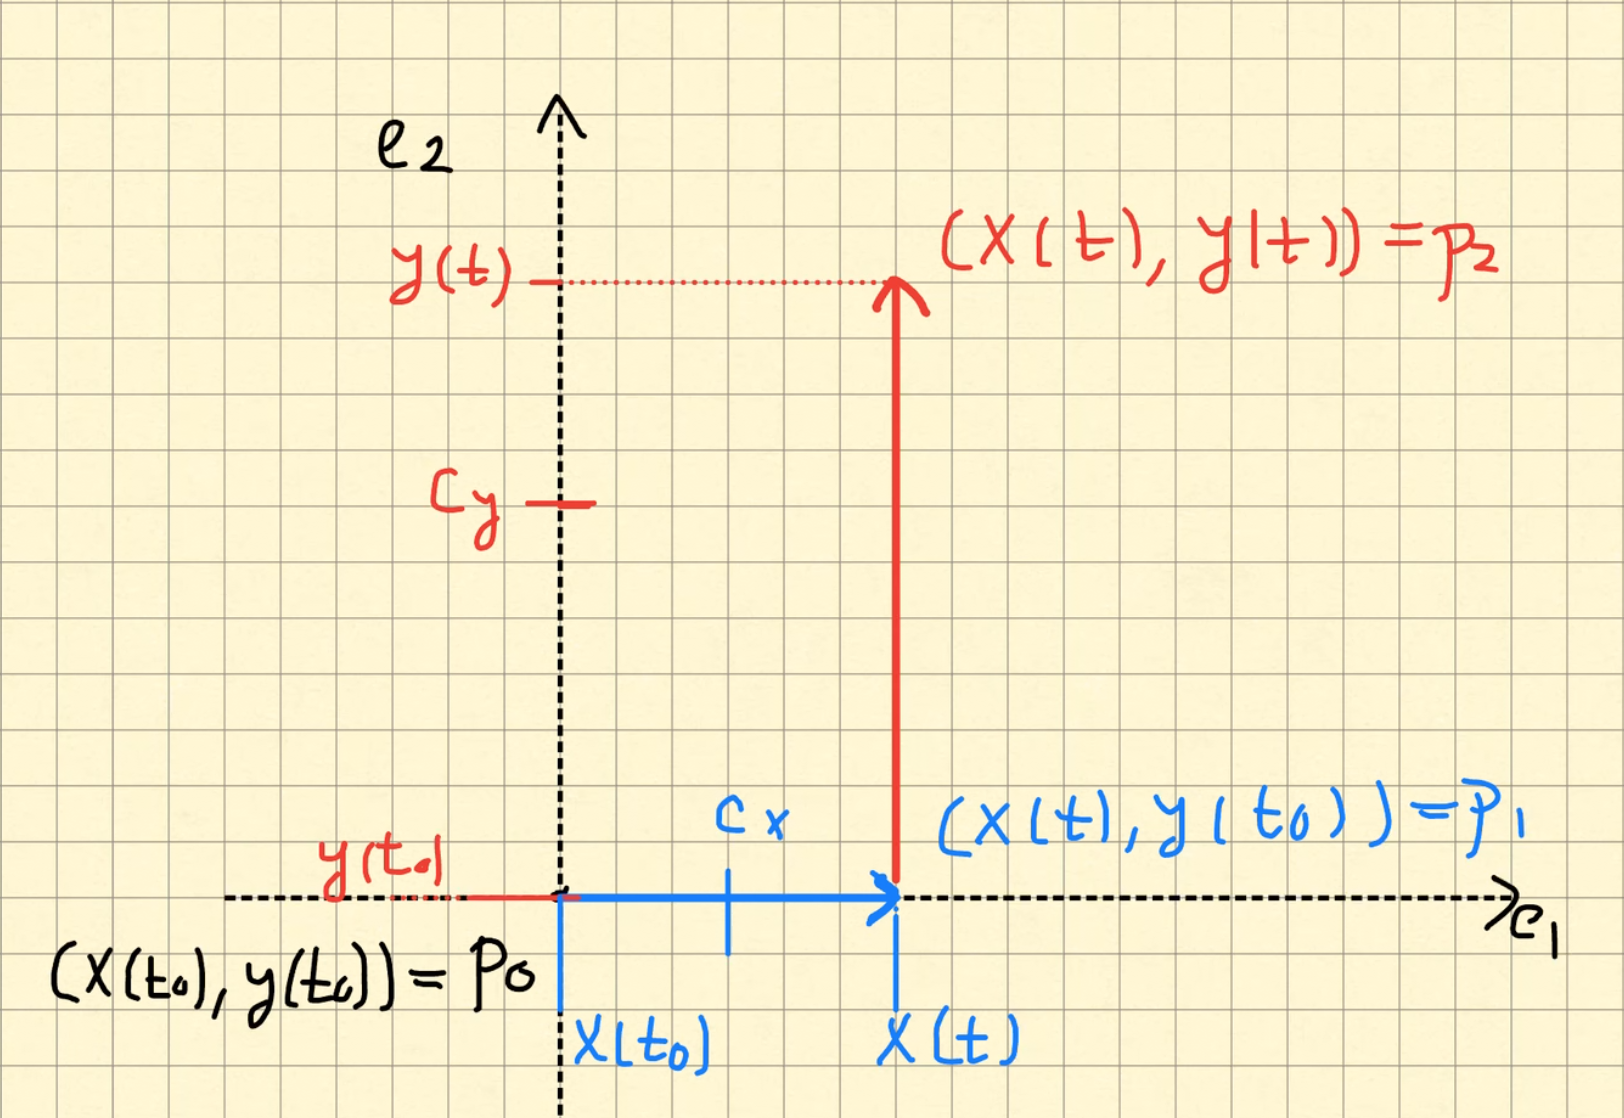 e2
(x(t), y(t)) = p2
y(t)
cy
cx
(x(t), y(t0)) = p1
y(t0)
e1
(x(t0), y(t0)) = p0
x(t0)
x(t)